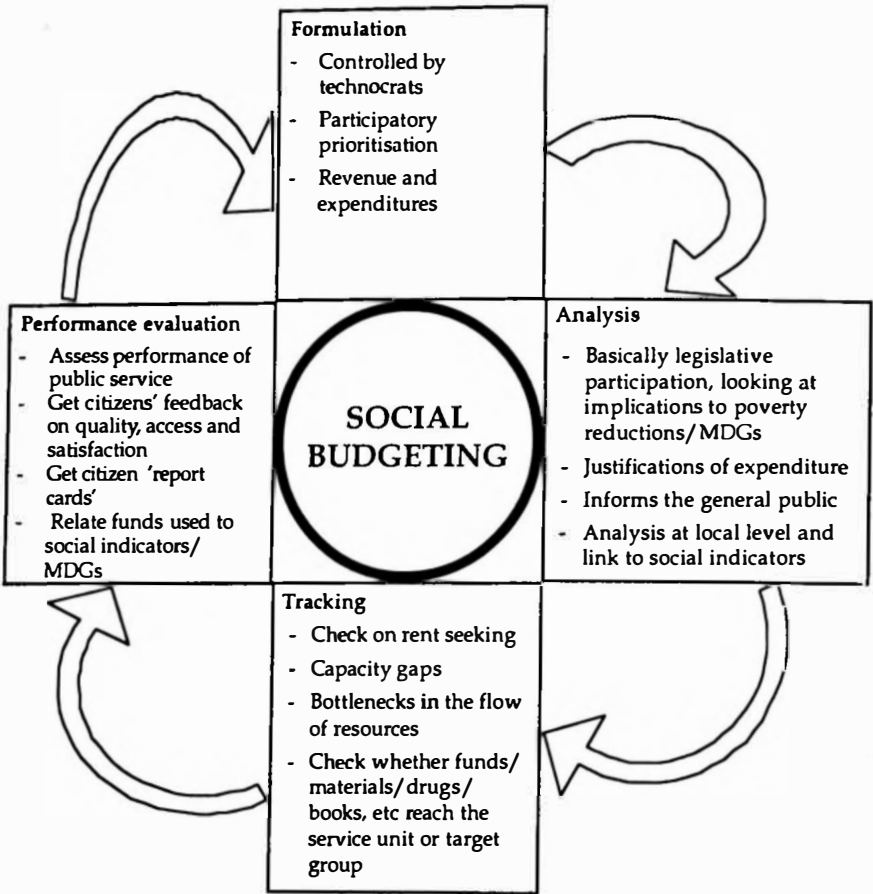 Formulation
- Controlled by
technocrats
- Participatory
prioritisation
- Revenue and
expenditures
Performance evaluation
- Assess performance of
public service
- Get citizens' feedback
on quality, access and
satisfaction
- Get citizen 'report
cards'
- Relate funds used to
social indicators/
MDGs
SOCIAL
BUDGETING
Analysis
- Basically legislative
participation, looking at
implications to poverty
reductions/MDGs
- Justifications of expenditure
- Informs the general public
- Analysis at local level and
link to social indicators
Tracking
- Check on rent seeking
- Capacity gaps
- Bottlenecks in the flow
of resources
- Check whether funds/
materials/drugs/
books, etc reach the
service unit or target
group